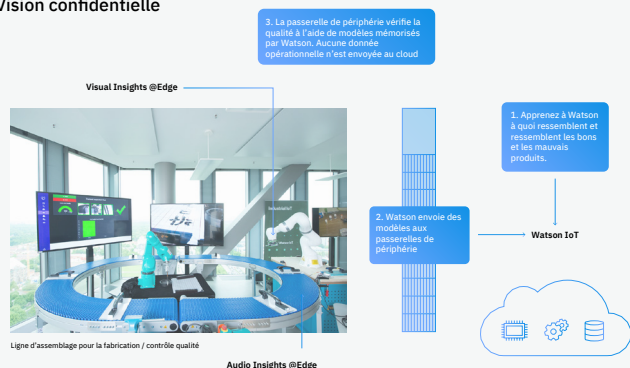 Vision confidentielle
3. La passerelle de périphérie vérifie la
qualité à l'aide de modèles mémorisés
par Watson. Aucune donnée
opérationnelle n'est envoyée au cloud
Visual Insights @Edge
1. Apprenez à Watson
à quoi ressemblent et
ressemblent les bons
et les mauvais
produits.
2. Watson envoie des
modèles aux
passerelles de
périphérie
Watson IoT
Ligne d'assemblage pour la fabrication / contrôle qualité
Audio Insights @Edge